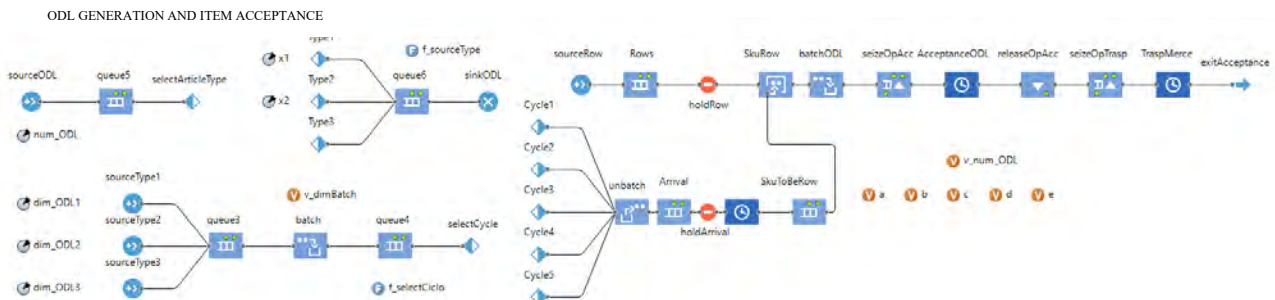 ODL GENERATION AND ITEM ACCEPTANCE
sourceODL
queue5
selectArticleType
num_ODL
Type1
x1
f_sourceType
Type2
queue6
sinkODL
x2
Type3
sourceType1
dim_ODL1
v_dimBatch
sourceType2
queue3
batch
queue4
selectCycle
dim_ODL2
sourceType3
dim_ODL3
f_selectCiclo
sourceRow
Rows
SkuRow
batchODL
seizeOpAcc
AcceptanceODL
releaseOpAcc
seizeOpTrasp
TraspMerce
exitAcceptance
holdRow
Cycle1
Cycle2
Cycle3
unbatch
Arrival
SkuToBeRow
holdArrival
Cycle4
Cycle5
v_num_ODL
a
b
c
d
e